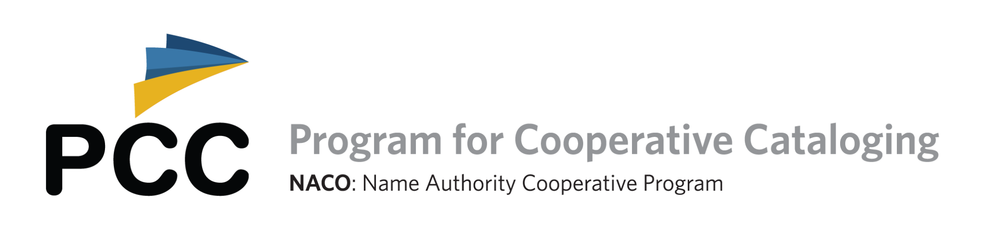 PCC
Program for Cooperative Cataloging
NACO: Name Authority Cooperative Program